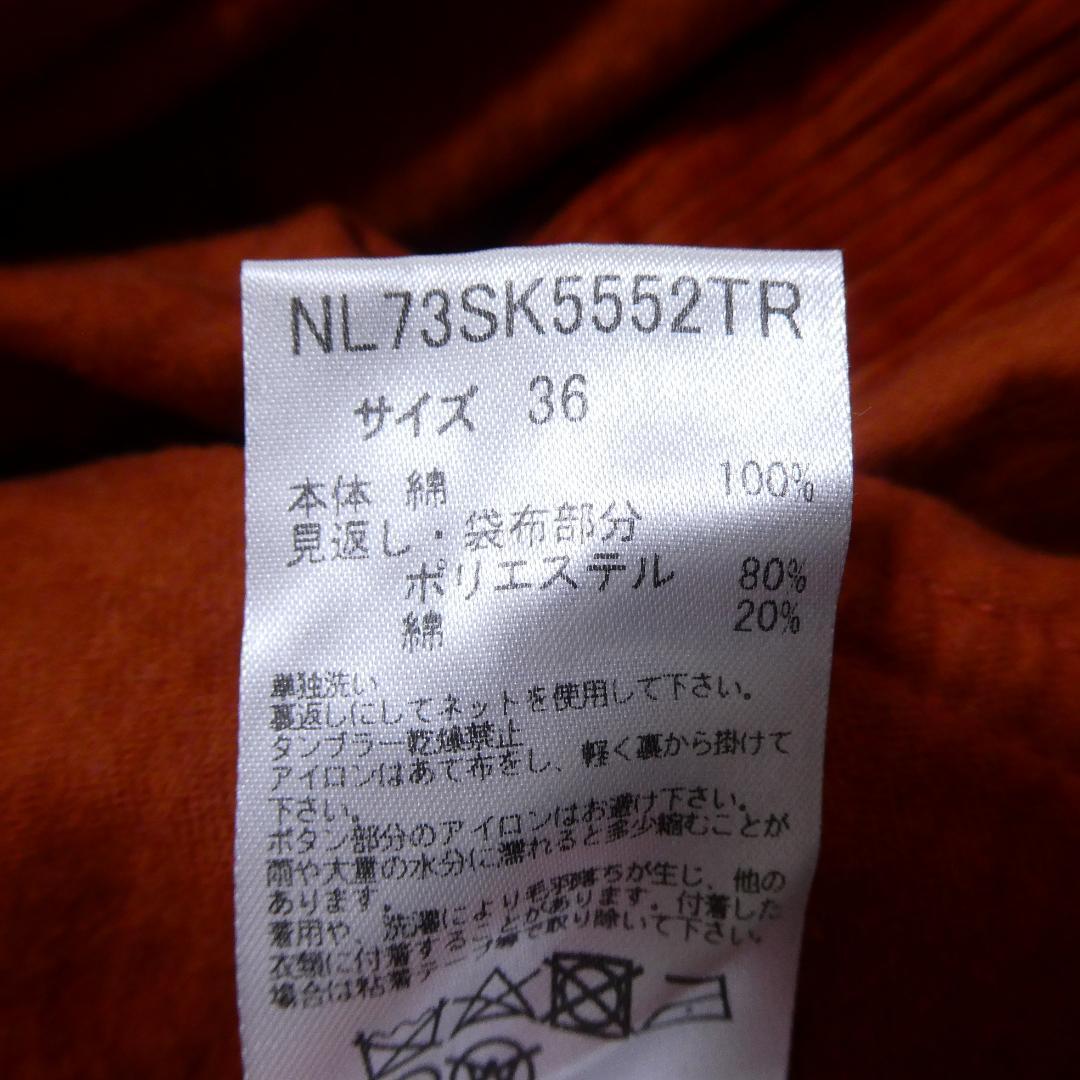 NL73SK5552TR
サイズ 36
本体 綿 100%
見返し・袋布部分
ポリエステル 80%
綿 20%
単独洗い
裏返しにしてネットを使用して下さい。
タンブラー乾燥禁止
アイロンはあて布をし、軽く裏から掛けて
下さい。
ボタン部分のアイロンはお避け下さい。
雨や大量の水分に濡れると多少縮むことが
あります。
着用や、洗濯により毛羽落ちが生じ、他の
衣類に付着することがあります。付着した
場合は粘着テープ等で取り除いて下さい。
W